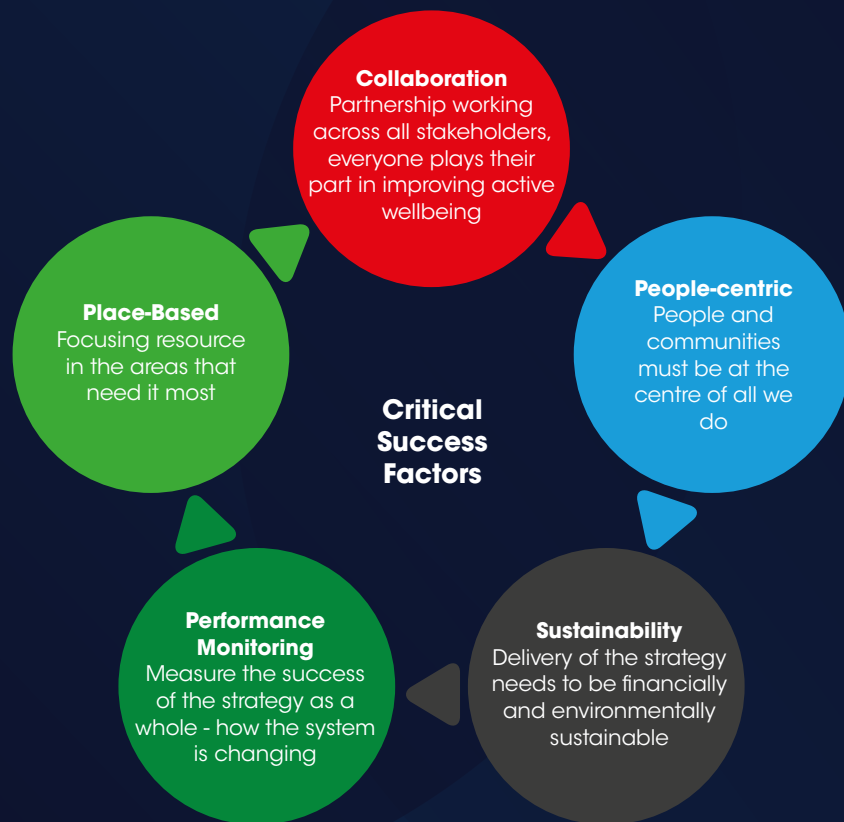 Collaboration
Partnership working
across all stakeholders,
everyone plays their
part in improving active
wellbeing
People-centric
People and
communities
must be at the
centre of all we
do
Sustainability
Delivery of the strategy
needs to be financially
and environmentally
sustainable
Performance
Monitoring
Measure the success
of the strategy as a
whole - how the system
is changing
Place-Based
Focusing resource
in the areas that
need it most
Critical
Success
Factors